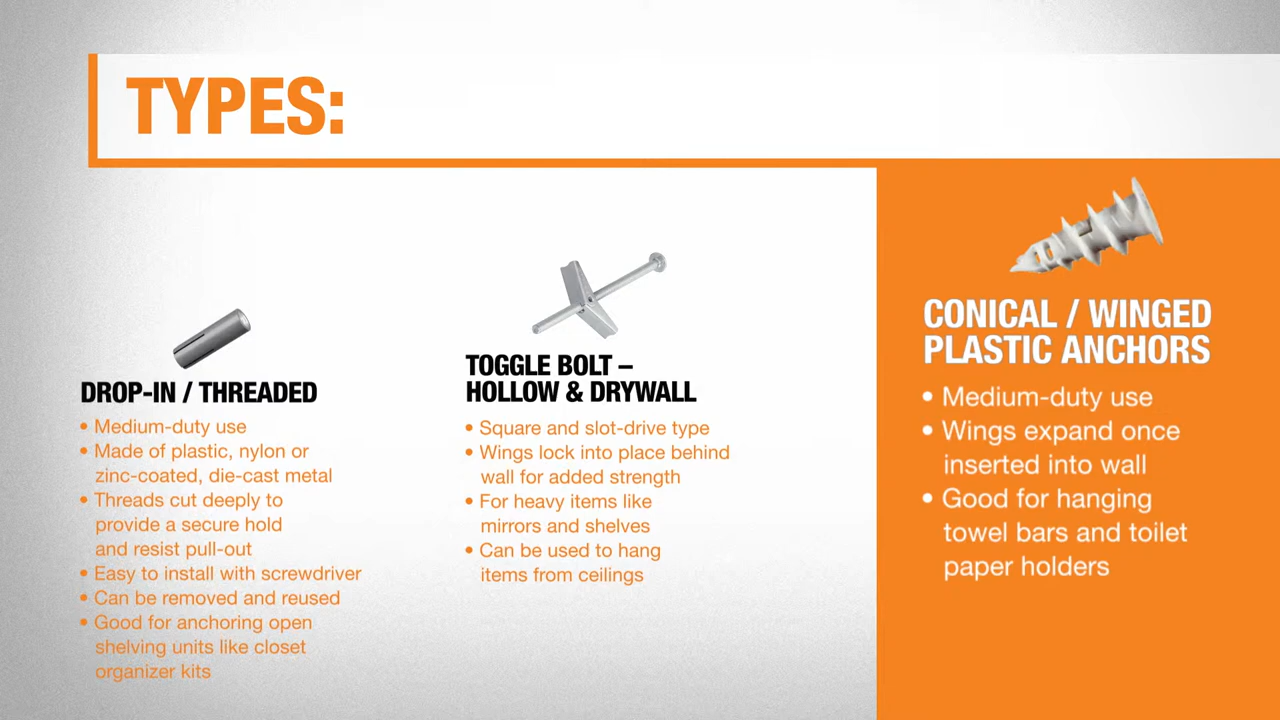 TYPES:
DROP-IN / THREADED
• Medium-duty use
• Made of plastic, nylon or
zinc-coated, die-cast metal
• Threads cut deeply to
provide a secure hold
and resist pull-out
• Easy to install with screwdriver
• Can be removed and reused
• Good for anchoring open
shelving units like closet
organizer kits
TOGGLE BOLT –
HOLLOW & DRYWALL
• Square and slot-drive type
• Wings lock into place behind
wall for added strength
• For heavy items like
mirrors and shelves
• Can be used to hang
items from ceilings
CONICAL / WINGED
PLASTIC ANCHORS
• Medium-duty use
• Wings expand once
inserted into wall
• Good for hanging
towel bars and toilet
paper holders